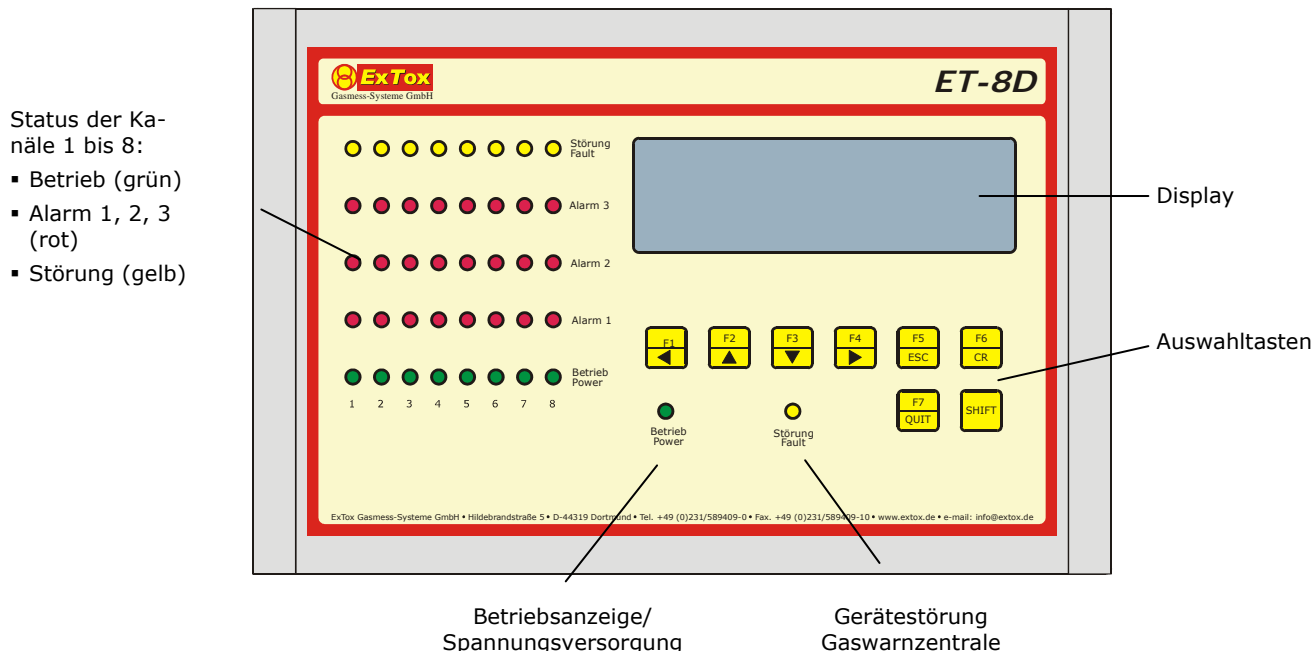 ExTox
Gasmess-Systeme GmbH
ET-8D
Status der Ka-
näle 1 bis 8:
▪ Betrieb (grün)
▪ Alarm 1, 2, 3
(rot)
▪ Störung (gelb)
Störung
Fault
Alarm 3
Alarm 2
Alarm 1
Betrieb
Power
1 2 3 4 5 6 7 8
Display
F1
F2
F3
F4
F5
ESC
F6
CR
Auswahltasten
F7
QUIT
SHIFT
Betrieb
Power
Störung
Fault
ExTox Gasmess-Systeme GmbH • Hildebrandstraße 5 • D-44319 Dortmund • Tel. +49 (0)231/589409-0 • Fax. +49 (0)231/589409-10 • www.extox.de • e-mail: info@extox.de
Betriebsanzeige/
Spannungsversorgung
Gerätestörung
Gaswarnzentrale